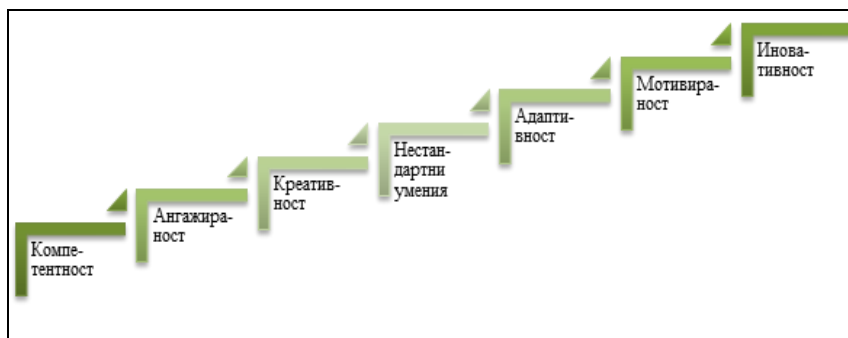 Компе-
тентност
Ангажира-
ност
Креатив-
ност
Нестан-
дартни
умения
Адапти-
вност
Мотивира-
ност
Инова-
тивност